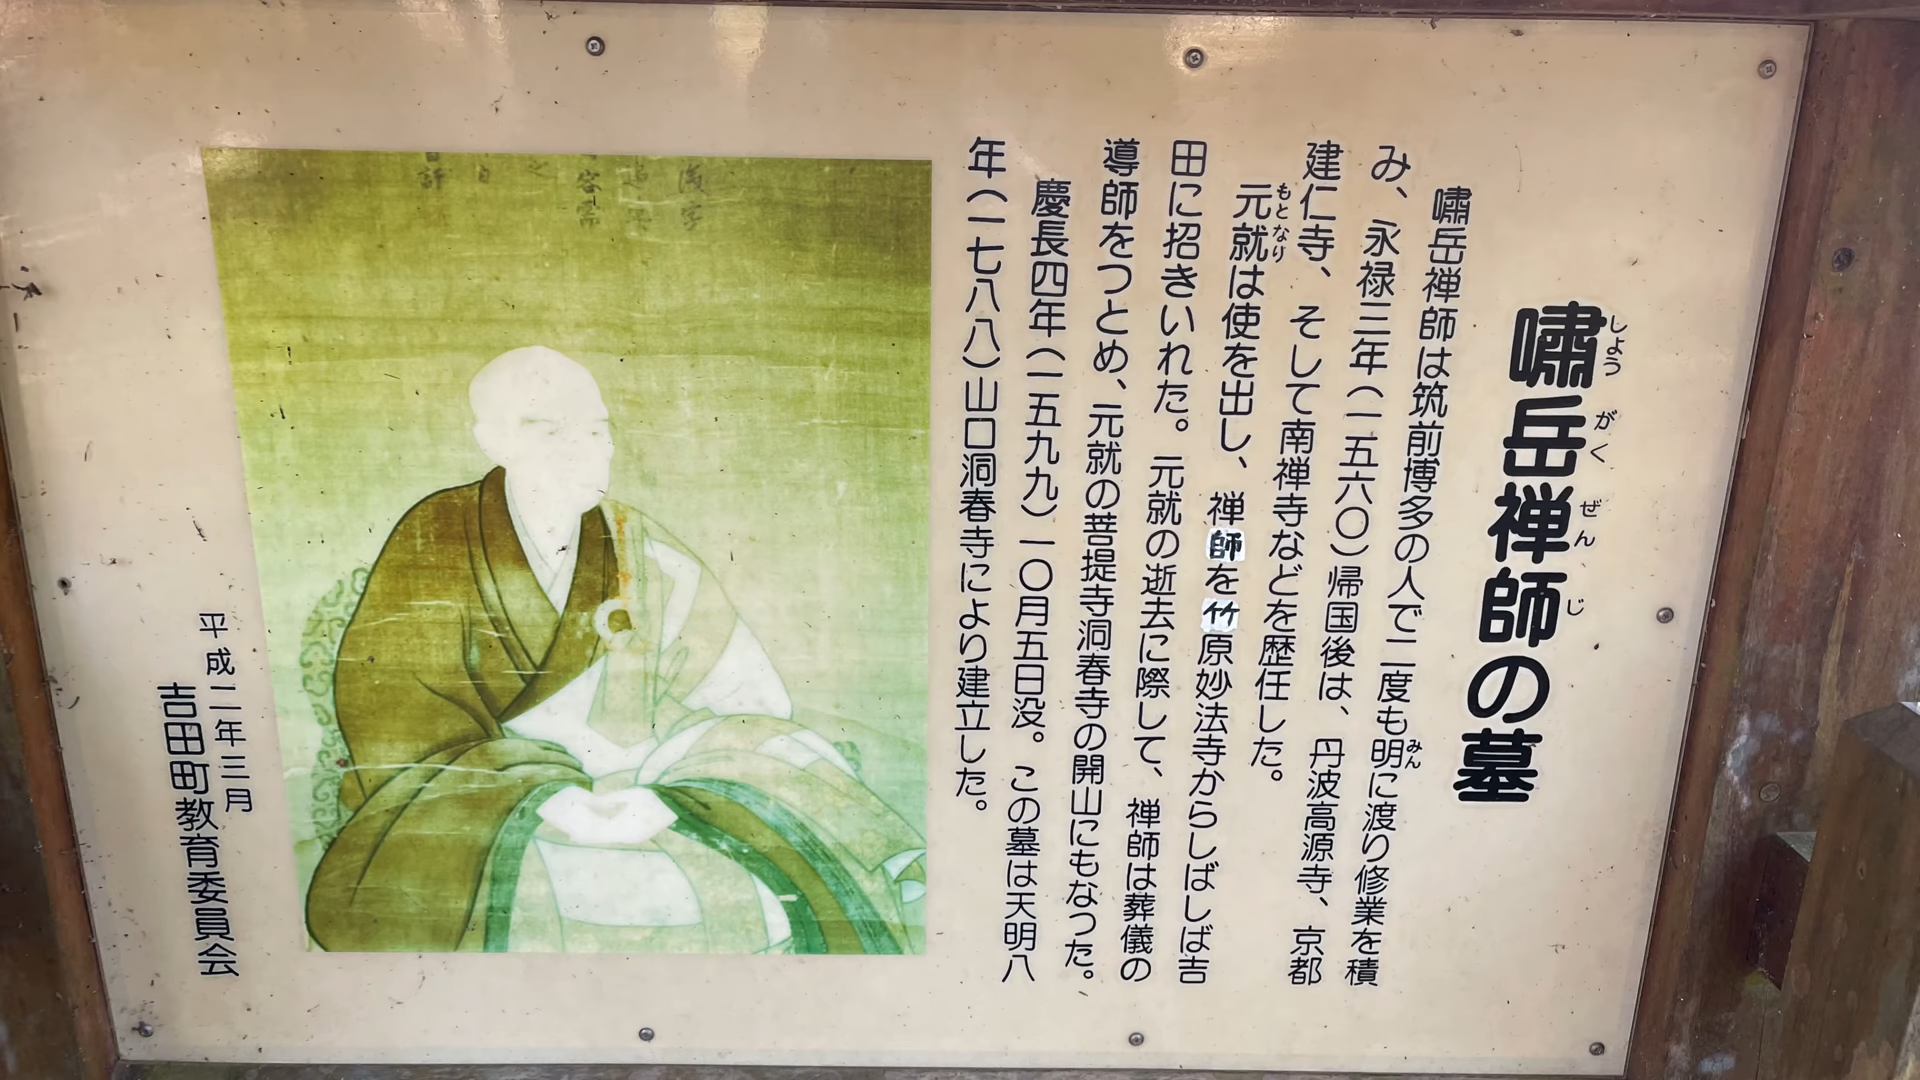 嘯岳禅師の墓
しょう がく ぜん じ
嘯岳禅師は筑前博多の人で二度も明に渡り修業を積
みん
み、永禄三年(一五六〇)帰国後は、丹波高源寺、京都
建仁寺、そして南禅寺などを歴任した。
元就は使を出し、禅師を竹原妙法寺からしばしば吉
もと なり
田に招きいれた。元就の逝去に際して、禅師は葬儀の
導師をつとめ、元就の菩提寺洞春寺の開山にもなった。
慶長四年(一五九九)一〇月五日没。この墓は天明八
年(一七八八)山口洞春寺により建立した。
平成二年三月
吉田町教育委員会